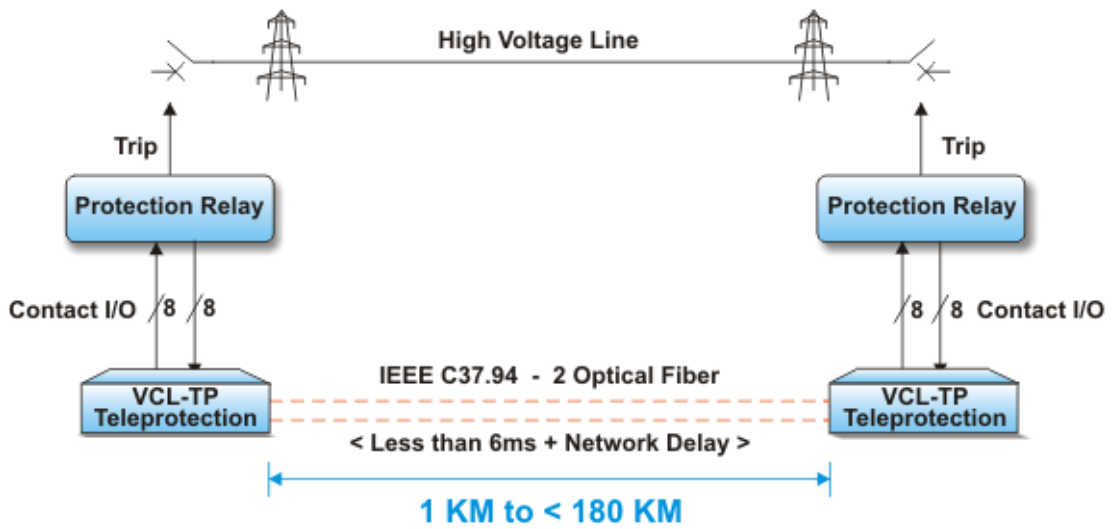 High Voltage Line
Trip
Trip
Protection Relay
Protection Relay
Contact I/O
8
8
8
8
Contact I/O
IEEE C37.94 - 2 Optical Fiber
VCL-TP
Teleprotection
VCL-TP
Teleprotection
< Less than 6ms + Network Delay >
1 KM to < 180 KM